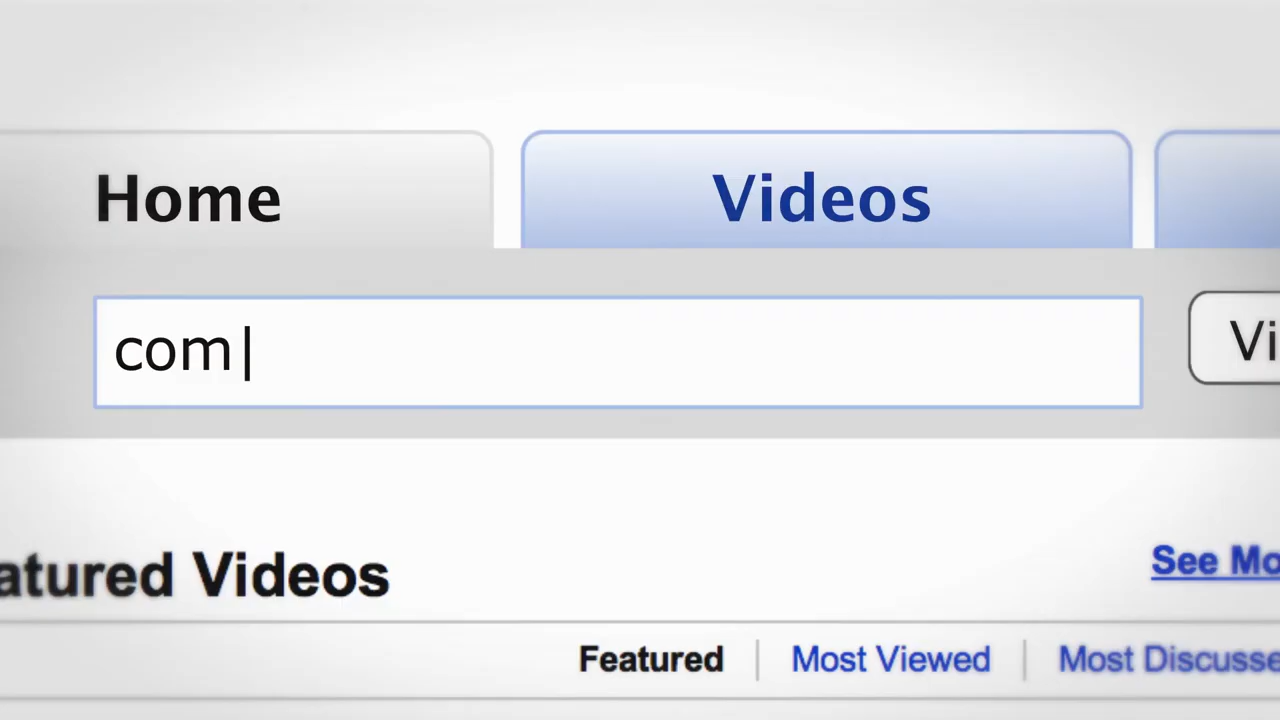 Home Videos
com|
Vi
atured Videos
See Mo
Featured | Most Viewed | Most Discusse